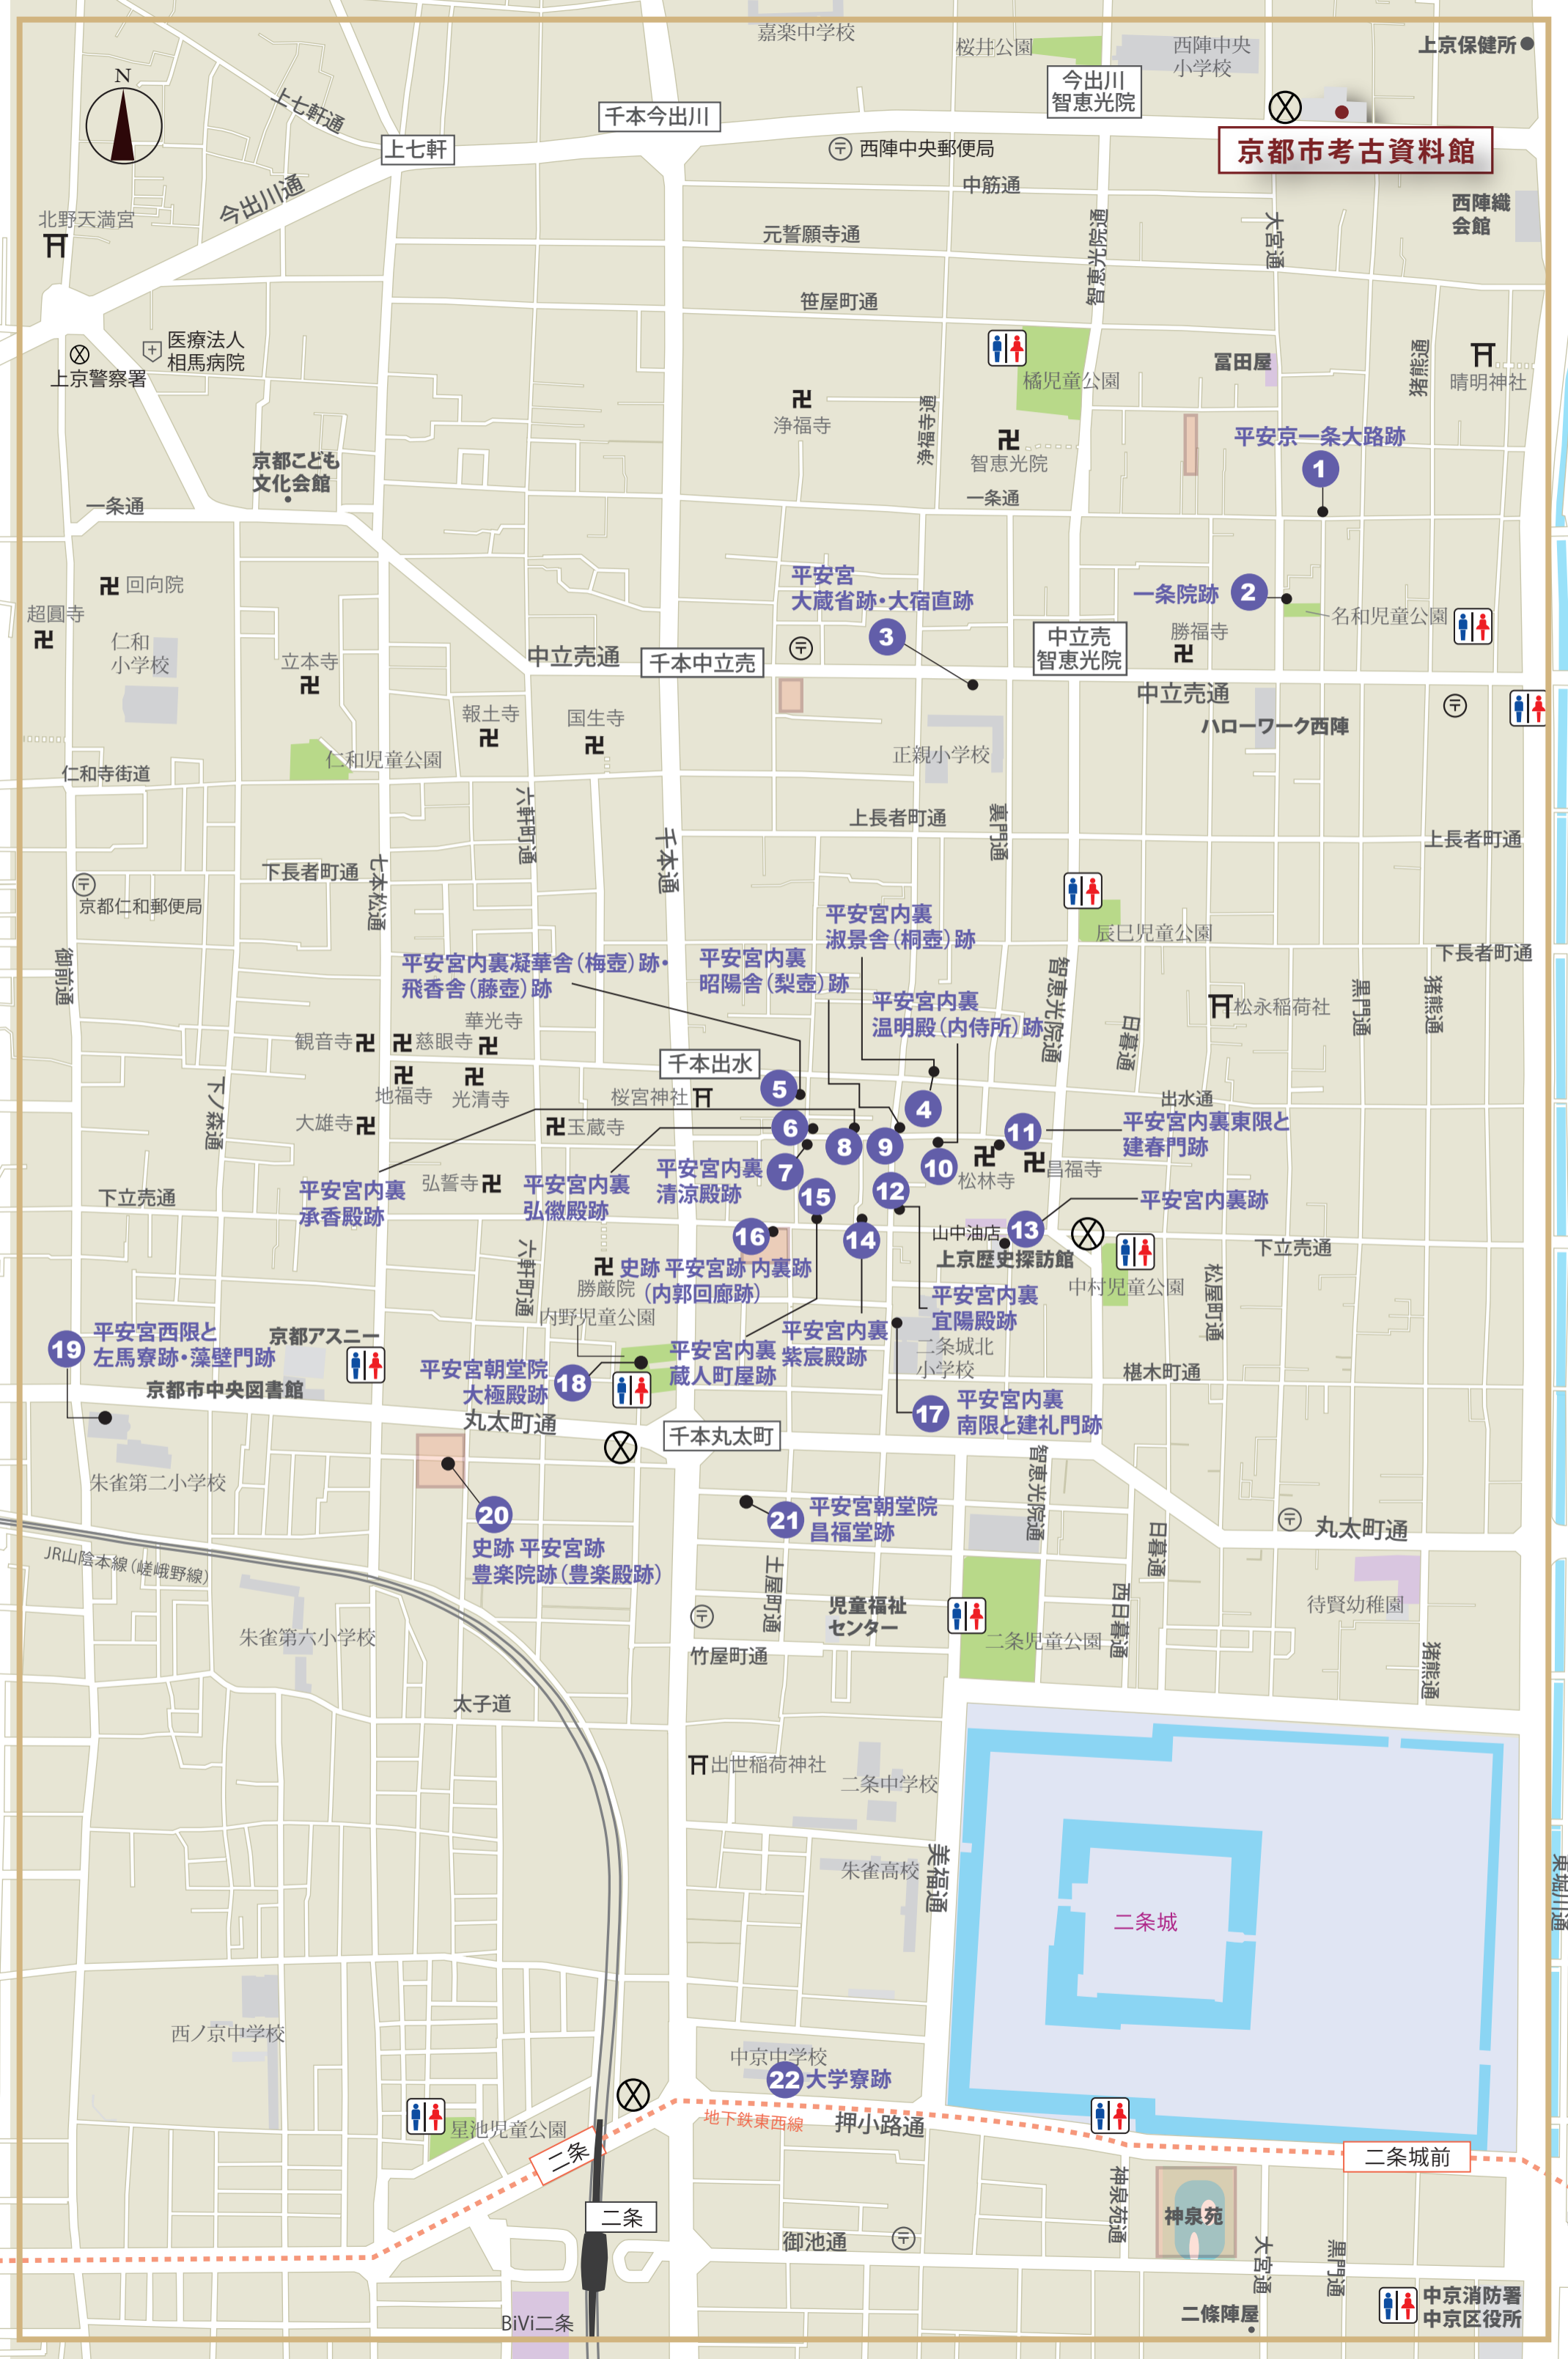 嘉楽中学校
桜井公園
西陣中央
小学校
上京保健所
今出川
智恵光院
千本今出川
N
上七軒通
上七軒
西陣中央郵便局
京都市考古資料館
中筋通
今出川通
北野天満宮
西陣織
会館
元誓願寺通
智恵光院通
大宮通
笹屋町通
医療法人
相馬病院
上京警察署
橘児童公園
冨田屋
猪熊通
晴明神社
浄福寺
浄福寺通
智恵光院
平安京一条大路跡
1
京都こども
文化会館
一条通
一条通
平安宮
大蔵省跡・大宿直跡
3
一条院跡
2
名和児童公園
回向院
超圓寺
仁和
小学校
立本寺
中立売通
千本中立売
中立売
智恵光院
勝福寺
中立売通
報土寺
国生寺
ハローワーク西陣
正親小学校
仁和児童公園
仁和寺街道
六軒町通
千本通
上長者町通
裏門通
上長者町通
下長者町通
七本松通
京都仁和郵便局
辰巳児童公園
下長者町通
御前通
平安宮内裏
淑景舎（桐壺）跡
平安宮内裏凝華舎（梅壺）跡・
飛香舎（藤壺）跡
平安宮内裏
昭陽舎（梨壺）跡
平安宮内裏
温明殿（内侍所）跡
智恵光院通
日暮通
松永稲荷社
黒門通
猪熊通
華光寺
観音寺
慈眼寺
千本出水
地福寺
光清寺
桜宮神社
5
4
出水通
下ノ森通
大雄寺
玉蔵寺
6
8
9
11
平安宮内裏東限と
建春門跡
7
10
松林寺
昌福寺
弘誓寺
平安宮内裏
清涼殿跡
下立売通
平安宮内裏
承香殿跡
平安宮内裏
弘徽殿跡
15
12
平安宮内裏跡
16
14
山中油店
13
上京歴史探訪館
下立売通
六軒町通
勝厳院
史跡 平安宮跡 内裏跡
（内郭回廊跡）
中村児童公園
松屋町通
内野児童公園
平安宮内裏
宜陽殿跡
19
平安宮西限と
左馬寮跡・藻壁門跡
京都アスニー
平安宮内裏
蔵人町屋跡
平安宮内裏
紫宸殿跡
二条城北
小学校
京都市中央図書館
平安宮朝堂院
大極殿跡
18
椹木町通
17
平安宮内裏
南限と建礼門跡
丸太町通
千本丸太町
朱雀第二小学校
智恵光院通
20
史跡 平安宮跡
豊楽院跡（豊楽殿跡）
21
平安宮朝堂院
昌福堂跡
丸太町通
日暮通
JR山陰本線（嵯峨野線）
土屋町通
西日暮通
児童福祉
センター
待賢幼稚園
朱雀第六小学校
竹屋町通
二条児童公園
猪熊通
太子道
出世稲荷神社
二条中学校
朱雀高校
美福通
東堀川通
二条城
西ノ京中学校
中京中学校
22
大学寮跡
地下鉄東西線
押小路通
星池児童公園
二条
二条城前
二条
神泉苑通
神泉苑
御池通
大宮通
黒門通
BiVi二条
二條陣屋
中京消防署
中京区役所